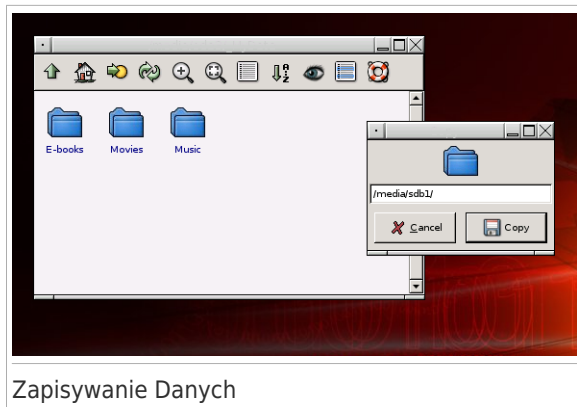 E-books Movies Music
/media/sdb1/
Cancel Copy
Zapisywanie Danych